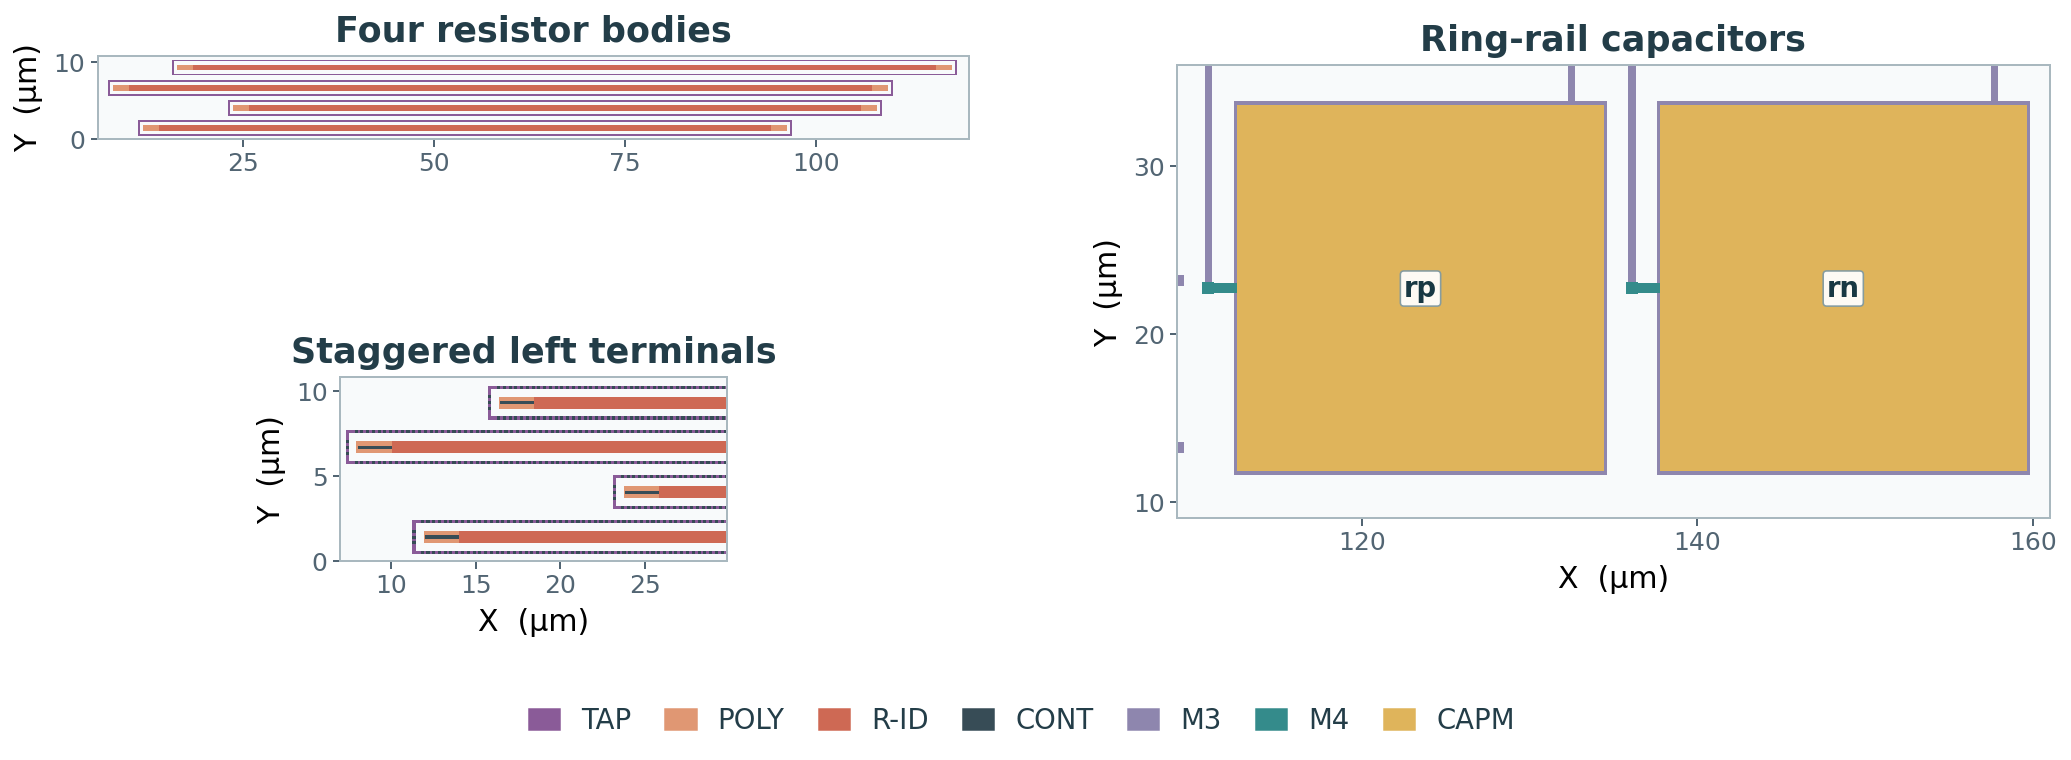 Four resistor bodies
10
0
Y (µm)
25 50 75 100
Staggered left terminals
10
5
0
Y (µm)
10 15 20 25
X (µm)
Ring-rail capacitors
30
20
10
Y (µm)
rp
rn
120 140 160
X (µm)
TAP POLY R-ID CONT M3 M4 CAPM